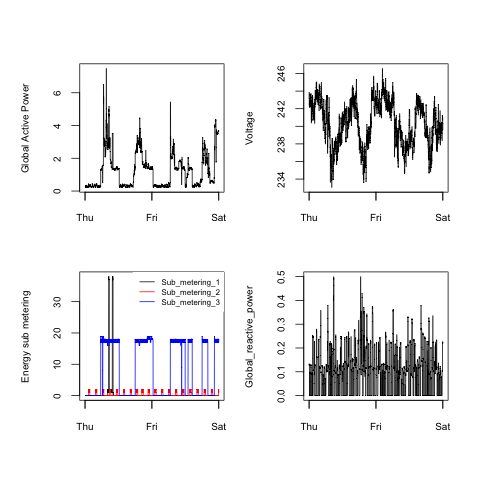 Global Active Power
0
2
4
6
Thu
Fri
Sat
Voltage
234
238
242
246
Thu
Fri
Sat
Energy sub metering
0
10
20
30
Sub_metering_1
Sub_metering_2
Sub_metering_3
Thu
Fri
Sat
Global_reactive_power
0.0
0.1
0.2
0.3
0.4
0.5
Thu
Fri
Sat